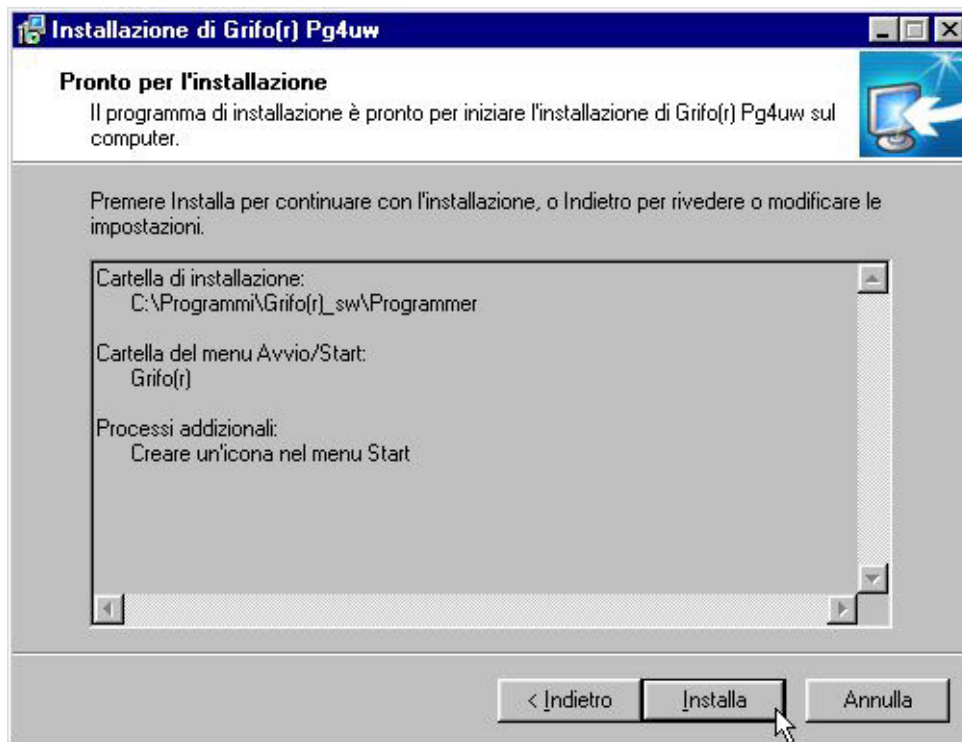 Installazione di Grifo(r) Pg4uw
Pronto per l'installazione
Il programma di installazione è pronto per iniziare l'installazione di Grifo(r) Pg4uw sul
computer.
Premere Installa per continuare con l'installazione, o Indietro per rivedere o modificare le
impostazioni.
Cartella di installazione:
C:\Programmi\Grifo(r)_sw\Programmer
Cartella del menu Avvio/Start:
Grifo(r)
Processi addizionali:
Creare un'icona nel menu Start
< Indietro
Installa
Annulla